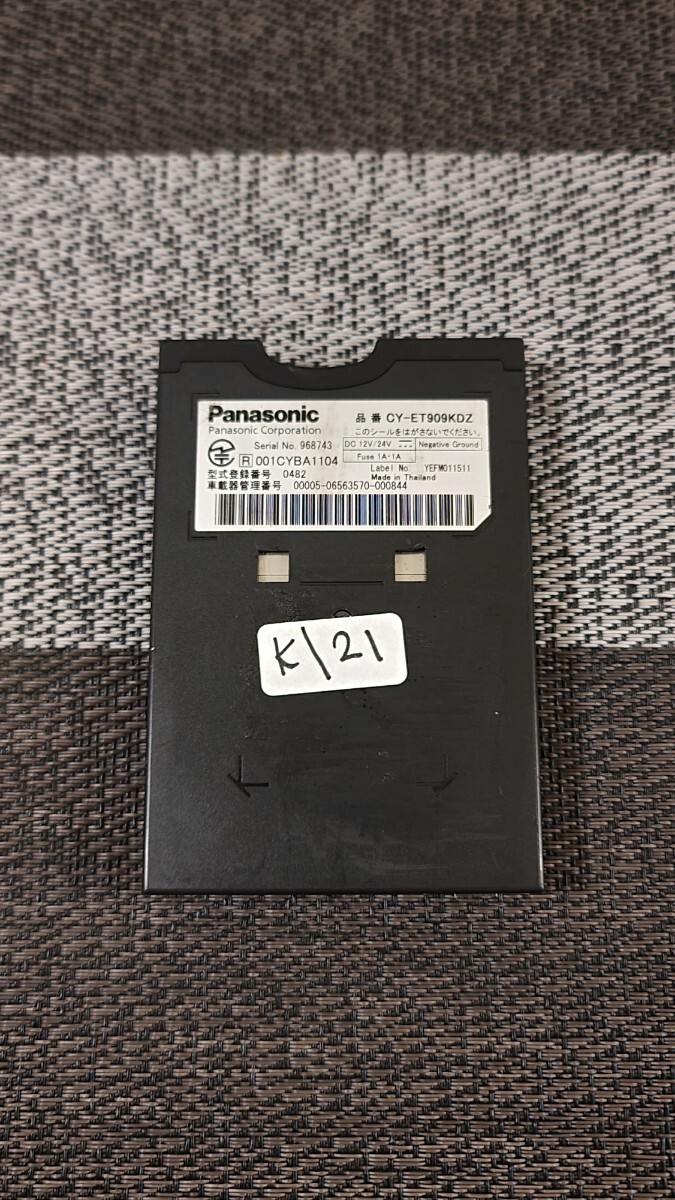 Panasonic
Panasonic Corporation
品 番 CY-ET909KDZ
このシールをはがさないでください。
Serial No. 968743
DC 12V/24V
Negative Ground
Fuse 1A・1A
R 001CYBA1104
Label No. YEFM011511
Made in Thailand
型式登録番号 0482
車載器管理番号 00005-06563570-000844
K/21